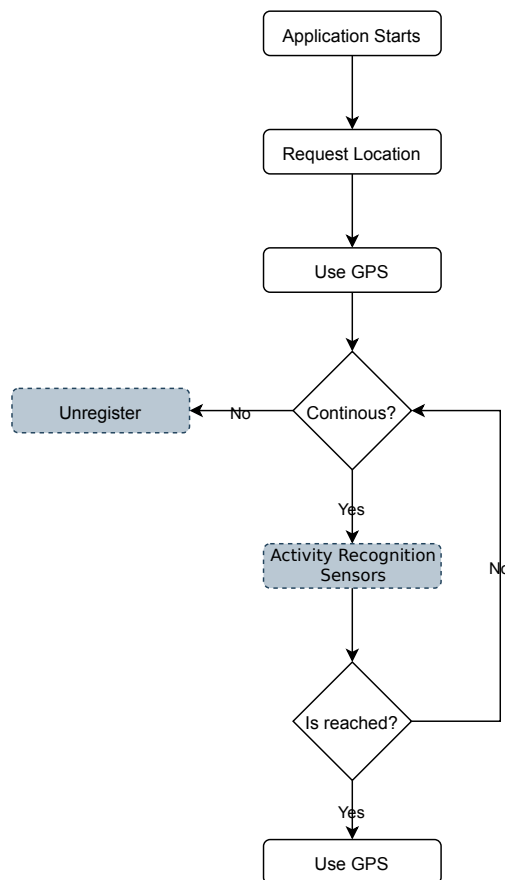 Application Starts
Request Location
Use GPS
Continous?
No
Unregister
Yes
Activity Recognition
Sensors
No
Is reached?
Yes
Use GPS